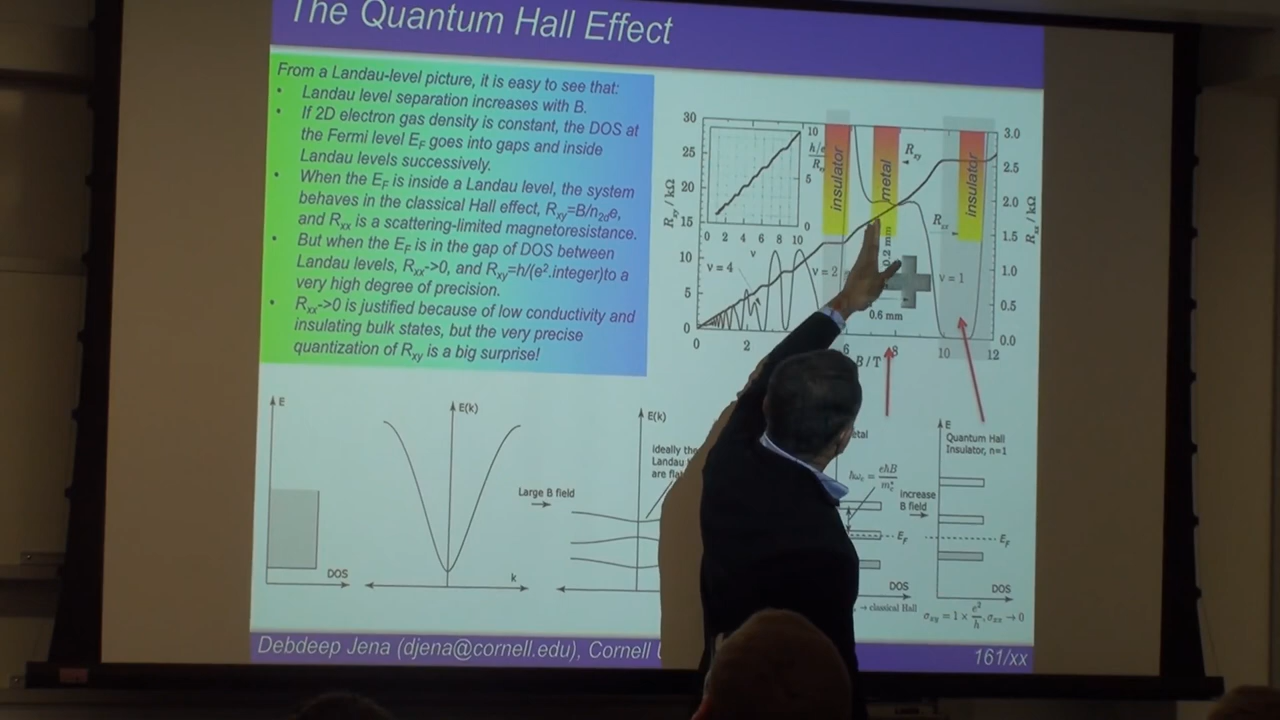 The Quantum Hall Effect
From a Landau-level picture, it is easy to see that:
• Landau level separation increases with B.
• If 2D electron gas density is constant, the DOS at
the Fermi level E_F goes into gaps and inside
Landau levels successively.
• When the E_F is inside a Landau level, the system
behaves in the classical Hall effect, R_xy=B/n_2de,
and R_xx is a scattering-limited magnetoresistance.
• But when the E_F is in the gap of DOS between
Landau levels, R_xx->0, and R_xy=h/(e².integer)to a
very high degree of precision.
• R_xx->0 is justified because of low conductivity and
insulating bulk states, but the very precise
quantization of R_xy is a big surprise!
R_xy / kΩ
30
25
20
15
10
5
0
10
5
0
h/e
0 2 4 6 8 10
ν
insulator
metal
insulator
R_xy
R_xx
ν = 4
ν = 2
ν = 1
0.2 mm
0.6 mm
3.0
2.5
2.0
1.5
1.0
0.5
0.0
R_xx / kΩ
0 2 6 8 10 12
B / T
E
DOS
E(k)
k
Large B field
E(k)
ideally the
Landau
are flat
ħω_c = eħB/m_c*
E_F
DOS
→ classical Hall
increase
B field
E
Quantum Hall
Insulator, n=1
E_F
DOS
σ_xy = 1 × e²/h, σ_xx → 0
Debdeep Jena (djena@cornell.edu), Cornell
161/xx